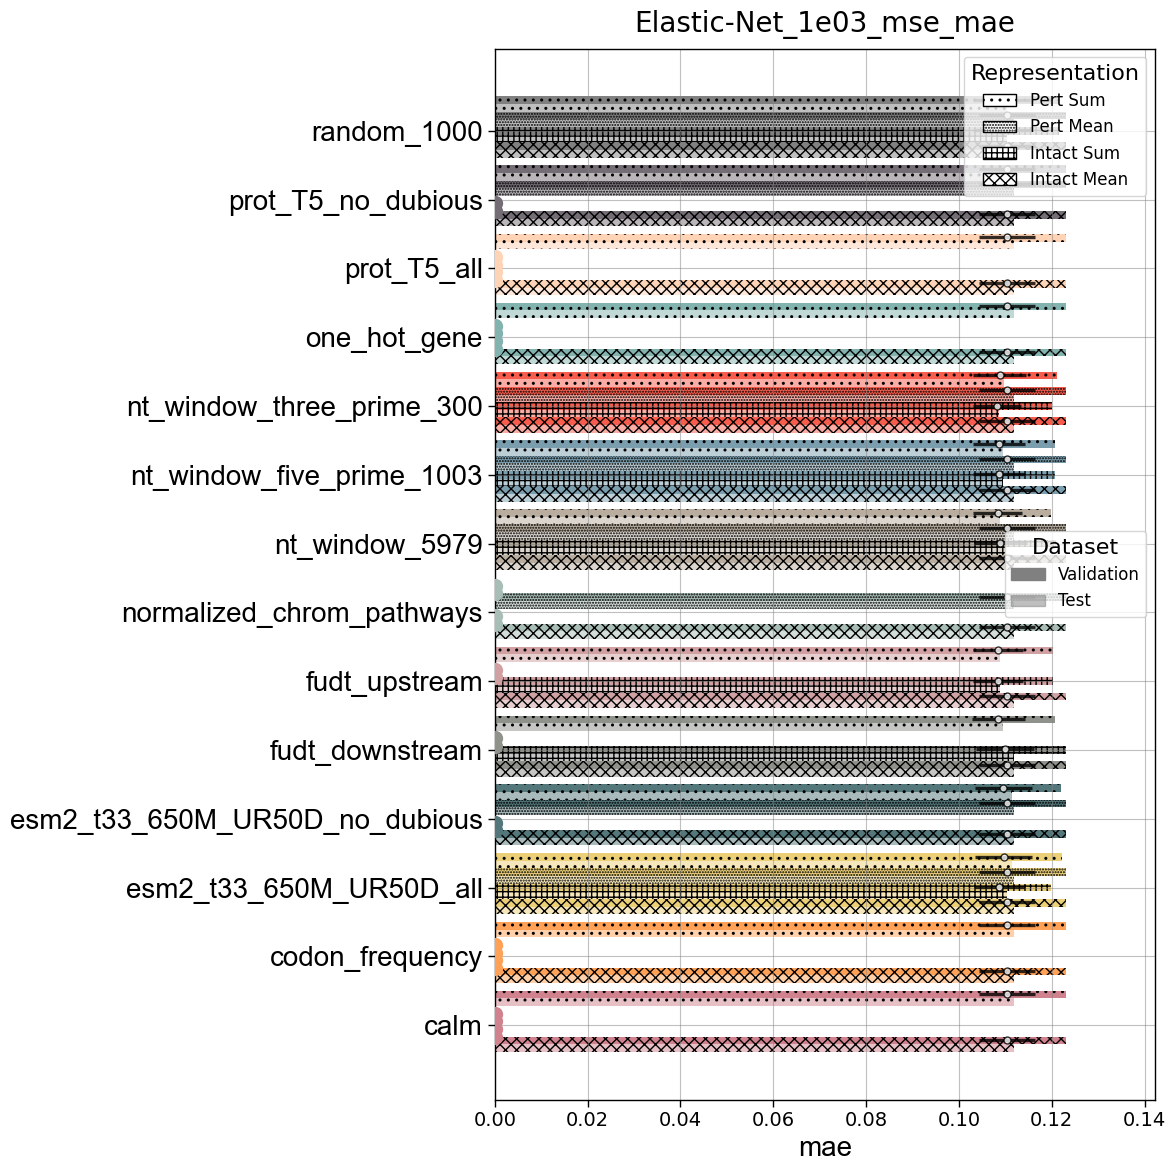 Elastic-Net_1e03_mse_mae
Representation
Pert Sum
Pert Mean
Intact Sum
Intact Mean
random_1000
prot_T5_no_dubious
prot_T5_all
one_hot_gene
nt_window_three_prime_300
nt_window_five_prime_1003
nt_window_5979
Dataset
Validation
Test
normalized_chrom_pathways
fudt_upstream
fudt_downstream
esm2_t33_650M_UR50D_no_dubious
esm2_t33_650M_UR50D_all
codon_frequency
calm
0.00 0.02 0.04 0.06 0.08 0.10 0.12 0.14
mae